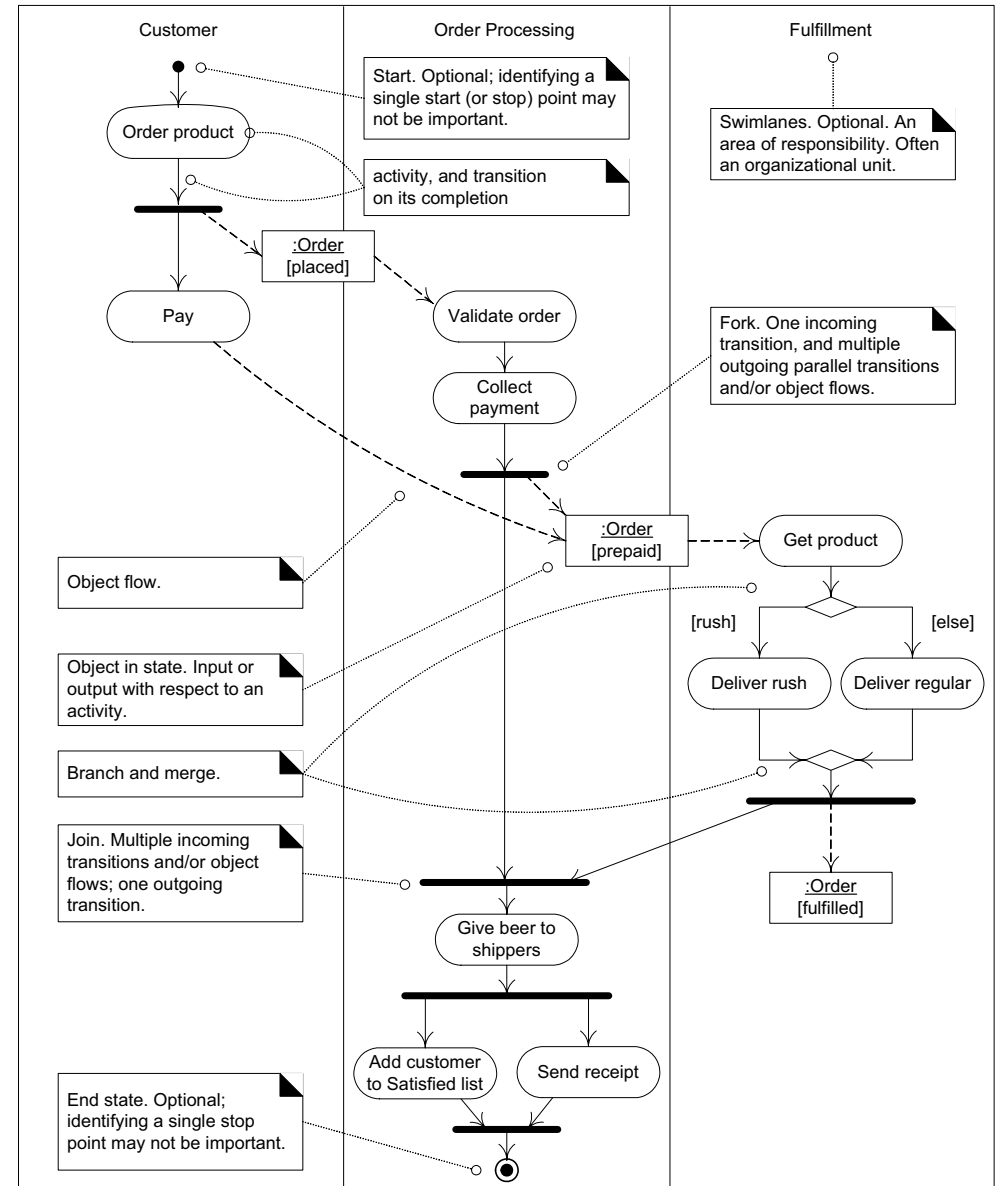 Customer
Order Processing
Fulfillment
Start. Optional; identifying a
single start (or stop) point may
not be important.
Swimlanes. Optional. An
area of responsibility. Often
an organizational unit.
Order product
activity, and transition
on its completion
:Order
[placed]
Pay
Validate order
Fork. One incoming
transition, and multiple
outgoing parallel transitions
and/or object flows.
Collect
payment
:Order
[prepaid]
Get product
Object flow.
[rush]
[else]
Object in state. Input or
output with respect to an
activity.
Deliver rush
Deliver regular
Branch and merge.
Join. Multiple incoming
transitions and/or object
flows; one outgoing
transition.
:Order
[fulfilled]
Give beer to
shippers
Add customer
to Satisfied list
Send receipt
End state. Optional;
identifying a single stop
point may not be important.